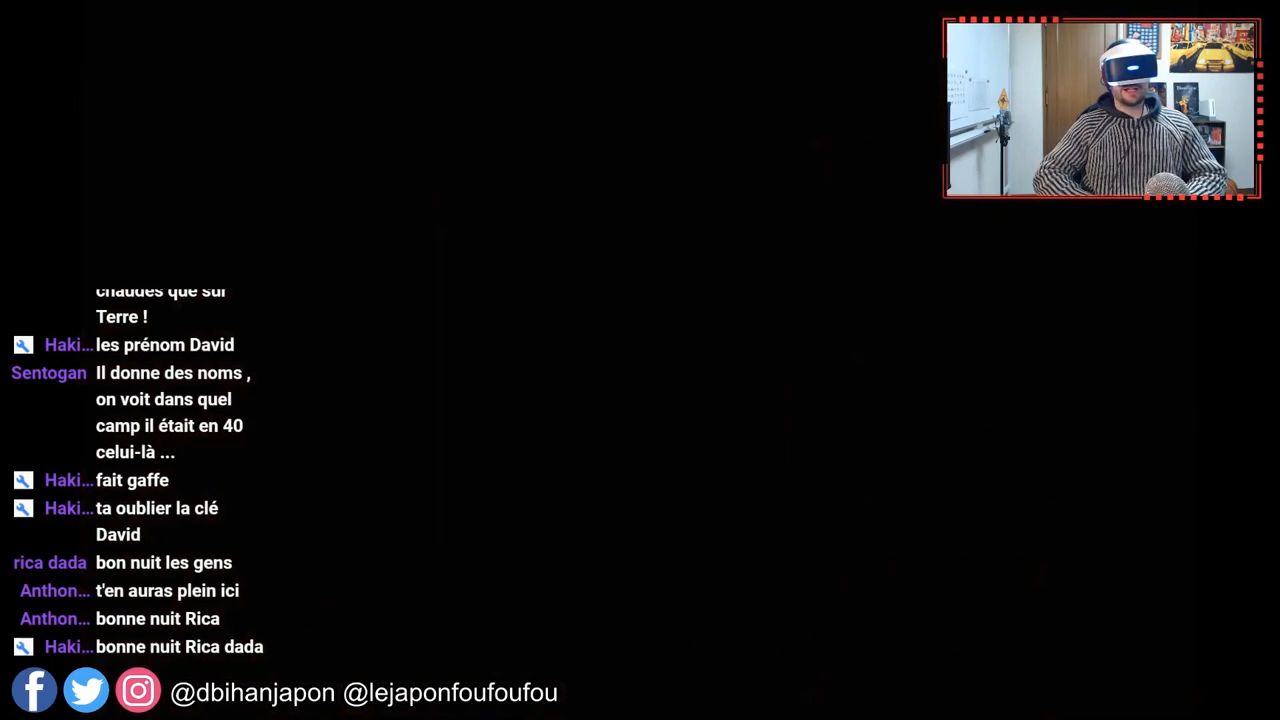 chaudes que sur
Terre !
Haki... les prénom David
Sentogan Il donne des noms ,
on voit dans quel
camp il était en 40
celui-là ...
Haki... fait gaffe
Haki... ta oublier la clé
David
rica dada bon nuit les gens
Anthon... t'en auras plein ici
Anthon... bonne nuit Rica
Haki... bonne nuit Rica dada
@dbihanjapon @lejaponfoufoufou